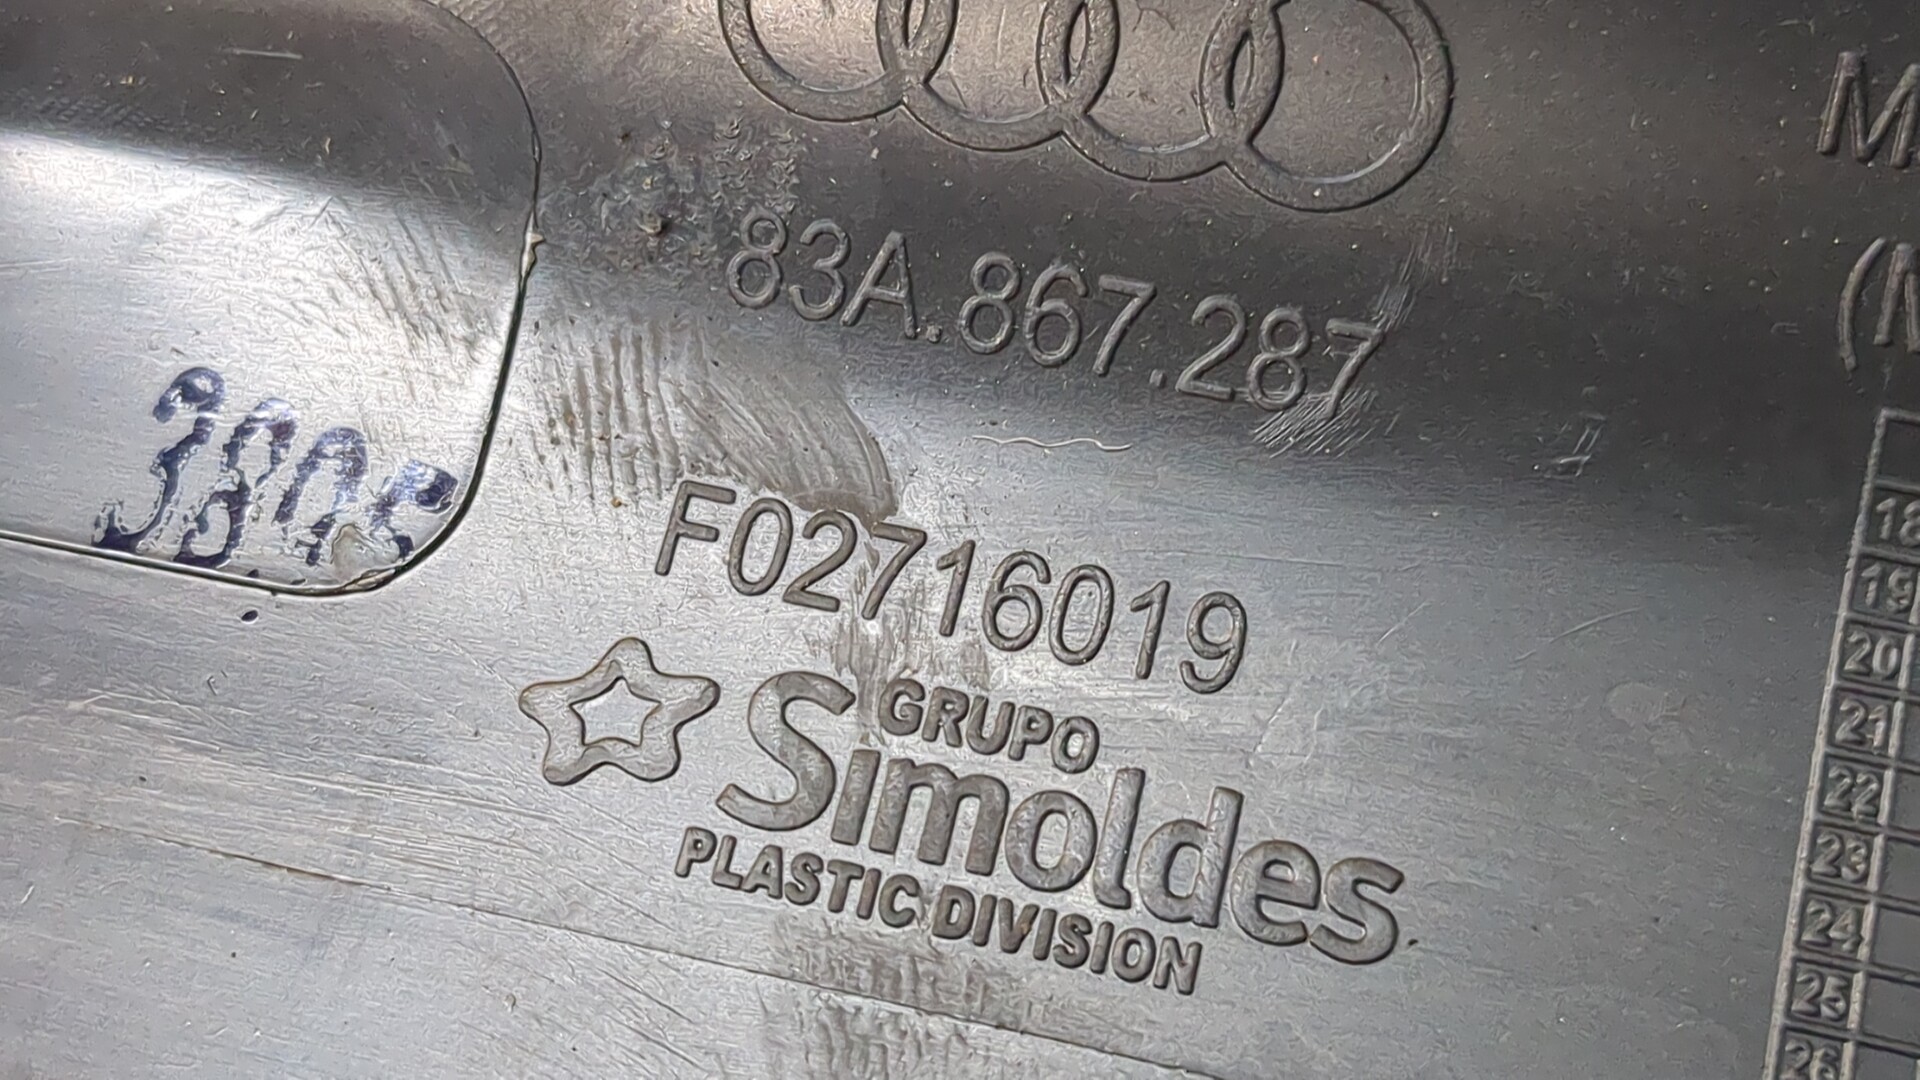 83A.867.287
F02716019
GRUPO
Simoldes
PLASTIC DIVISION
18
19
20
21
22
23
24
25
26